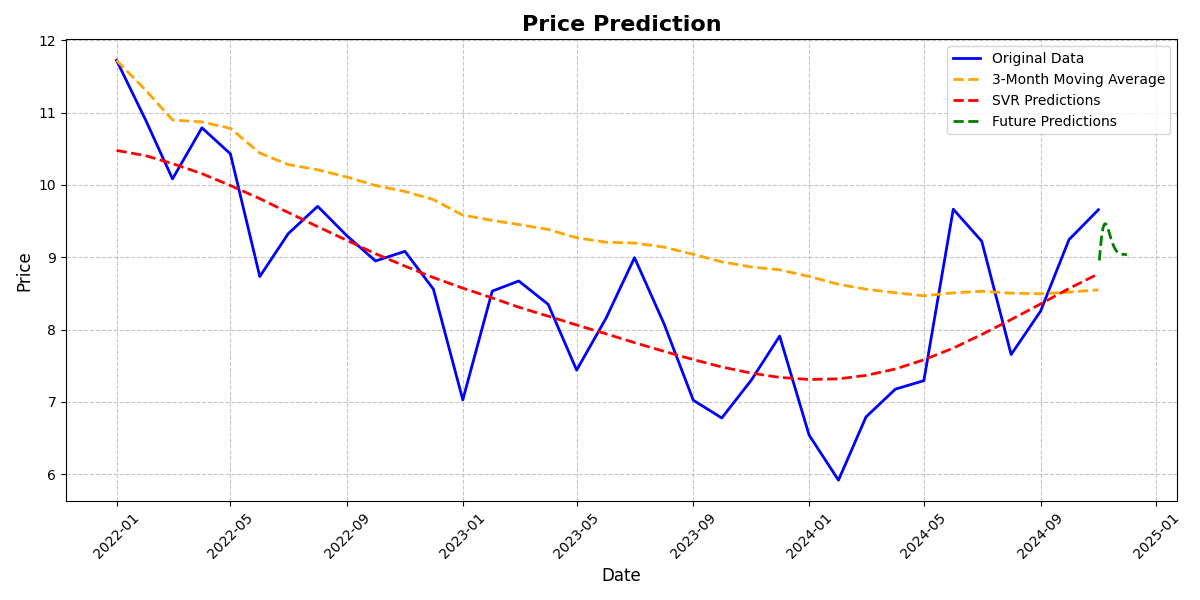 Price Prediction
Original Data
3-Month Moving Average
SVR Predictions
Future Predictions
12
11
10
9
8
7
6
Price
2022-01
2022-05
2022-09
2023-01
2023-05
2023-09
2024-01
2024-05
2024-09
2025-01
Date